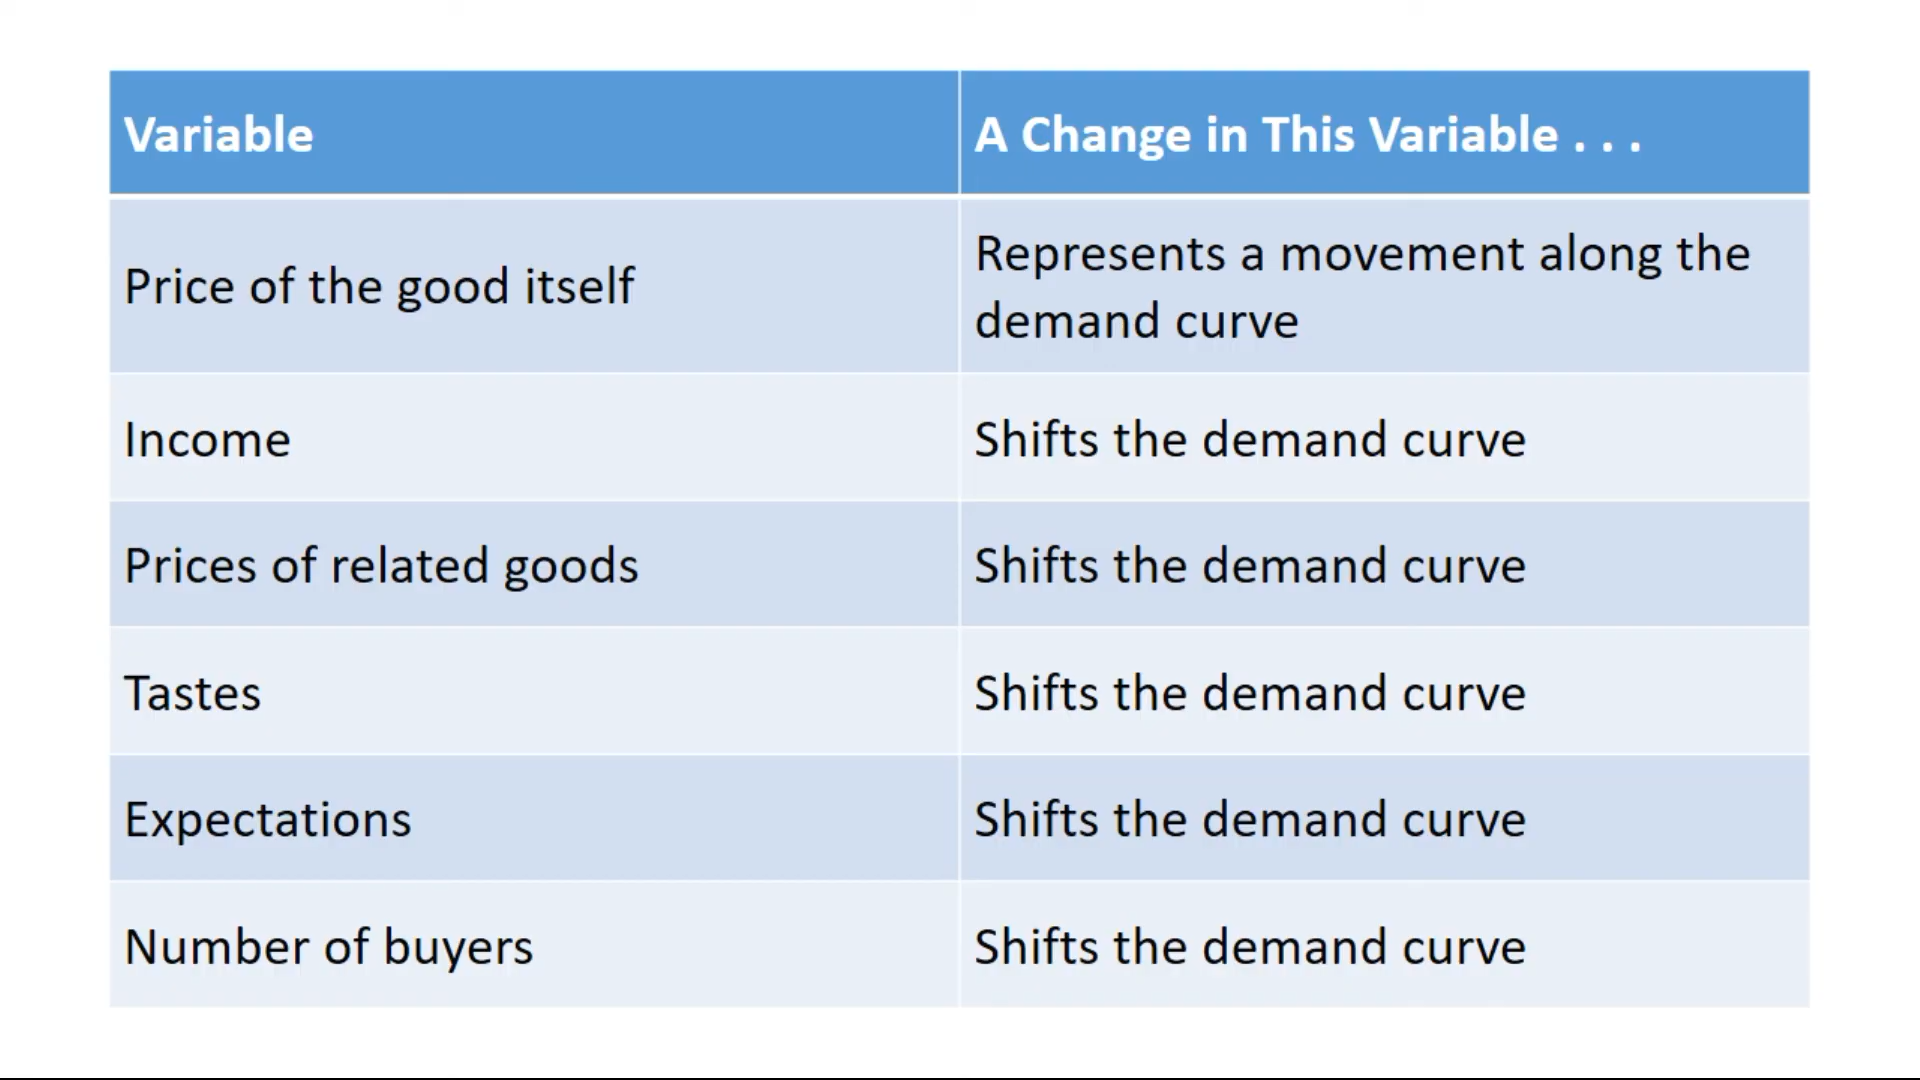 Variable
A Change in This Variable . . .
Price of the good itself
Represents a movement along the
demand curve
Income
Shifts the demand curve
Prices of related goods
Shifts the demand curve
Tastes
Shifts the demand curve
Expectations
Shifts the demand curve
Number of buyers
Shifts the demand curve